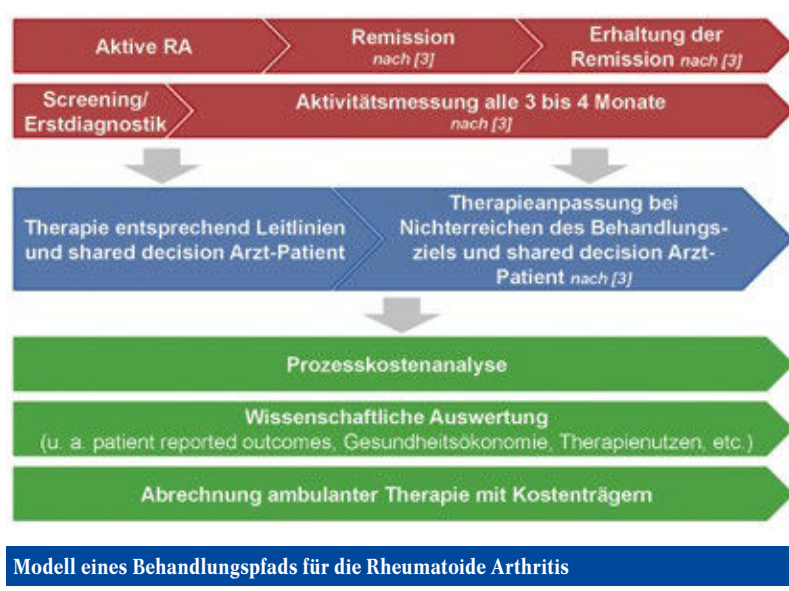 Aktive RA
Remission
nach [3]
Erhaltung der
Remission nach [3]
Screening/
Erstdiagnostik
Aktivitätsmessung alle 3 bis 4 Monate
nach [3]
Therapie entsprechend Leitlinien
und shared decision Arzt-Patient
Therapieanpassung bei
Nichterreichen des Behandlungs-
ziels und shared decision Arzt-
Patient nach [3]
Prozesskostenanalyse
Wissenschaftliche Auswertung
(u. a. patient reported outcomes, Gesundheitsökonomie, Therapienutzen, etc.)
Abrechnung ambulanter Therapie mit Kostenträgern
Modell eines Behandlungspfads für die Rheumatoide Arthritis